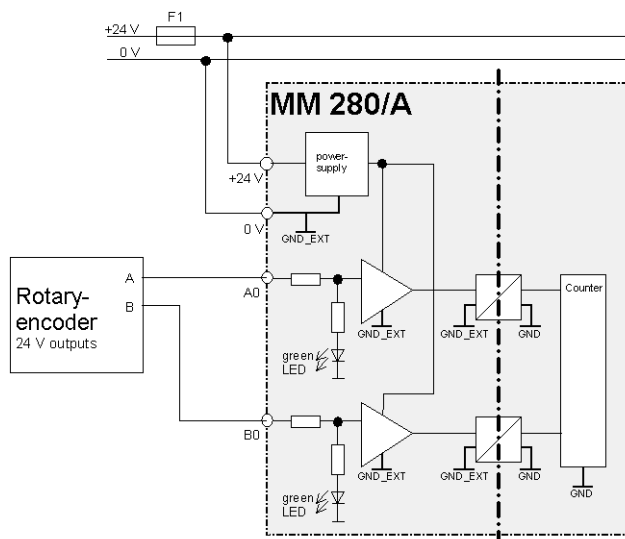 F1
+24 V
0 V
MM 280/A
power-
supply
+24 V
0 V
GND_EXT
Rotary-
encoder
24 V outputs
A
B
A0
GND_EXT
GND_EXT
GND
Counter
green
LED
B0
GND_EXT
GND_EXT
GND
GND
green
LED